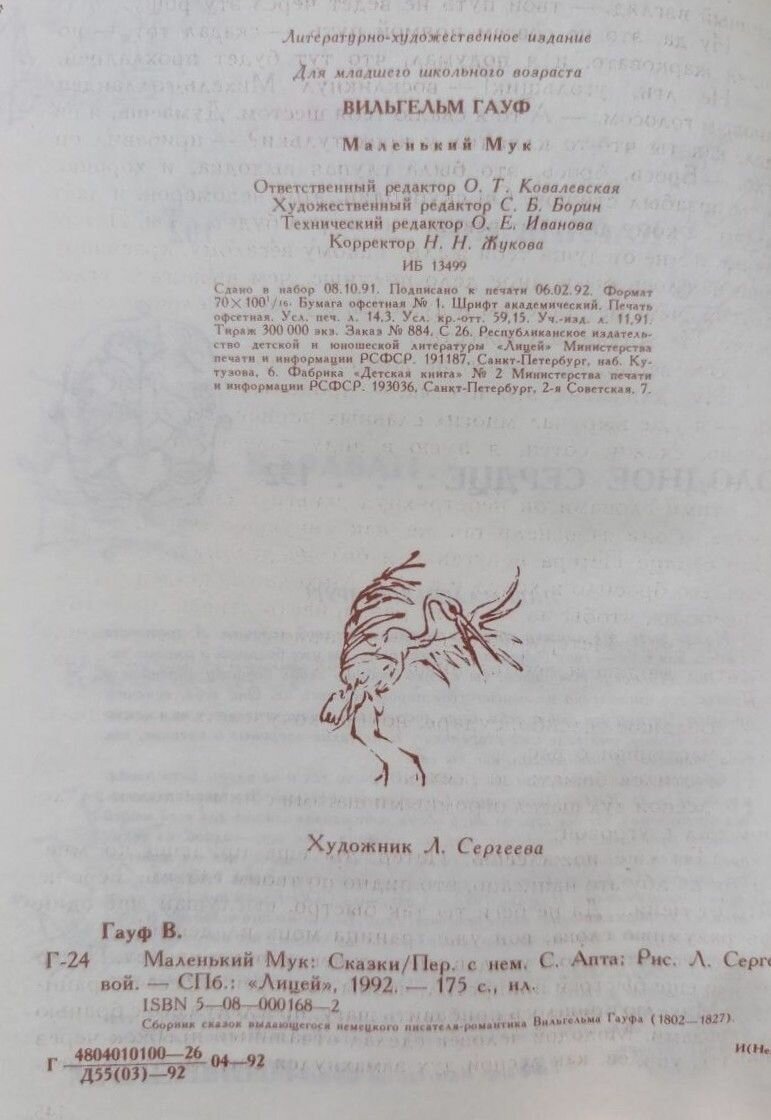 Литературно-художественное издание
Для младшего школьного возраста
ВИЛЬГЕЛЬМ ГАУФ
Маленький Мук
Ответственный редактор О. Т. Ковалевская
Художественный редактор С. Б. Борин
Технический редактор О. Е. Иванова
Корректор Н. Н. Жукова
ИБ 13499
Сдано в набор 08.10.91. Подписано к печати 06.02.92. Формат
70×100¹/₁₆. Бумага офсетная № 1. Шрифт академический. Печать
офсетная. Усл. печ. л. 14,3. Усл. кр.-отт. 59,15. Уч.-изд. л. 11,91.
Тираж 300 000 экз. Заказ № 884, С 26. Республиканское издатель-
ство детской и юношеской литературы «Лицей» Министерства
печати и информации РСФСР. 191187, Санкт-Петербург, наб. Ку-
тузова, 6. Фабрика «Детская книга» № 2 Министерства печати
и информации РСФСР. 193036, Санкт-Петербург, 2-я Советская, 7.
Художник Л. Сергеева
Гауф В.
Г-24 Маленький Мук: Сказки/Пер. с нем. С. Апта; Рис. Л. Серге
вой. — СПб.: «Лицей», 1992. — 175 с., ил.
ISBN 5—08—000168—2
Сборник сказок выдающегося немецкого писателя-романтика Вильгельма Гауфа (1802—1827).
Г 4804010100—26 04—92
Д55(03)—92
И(Не